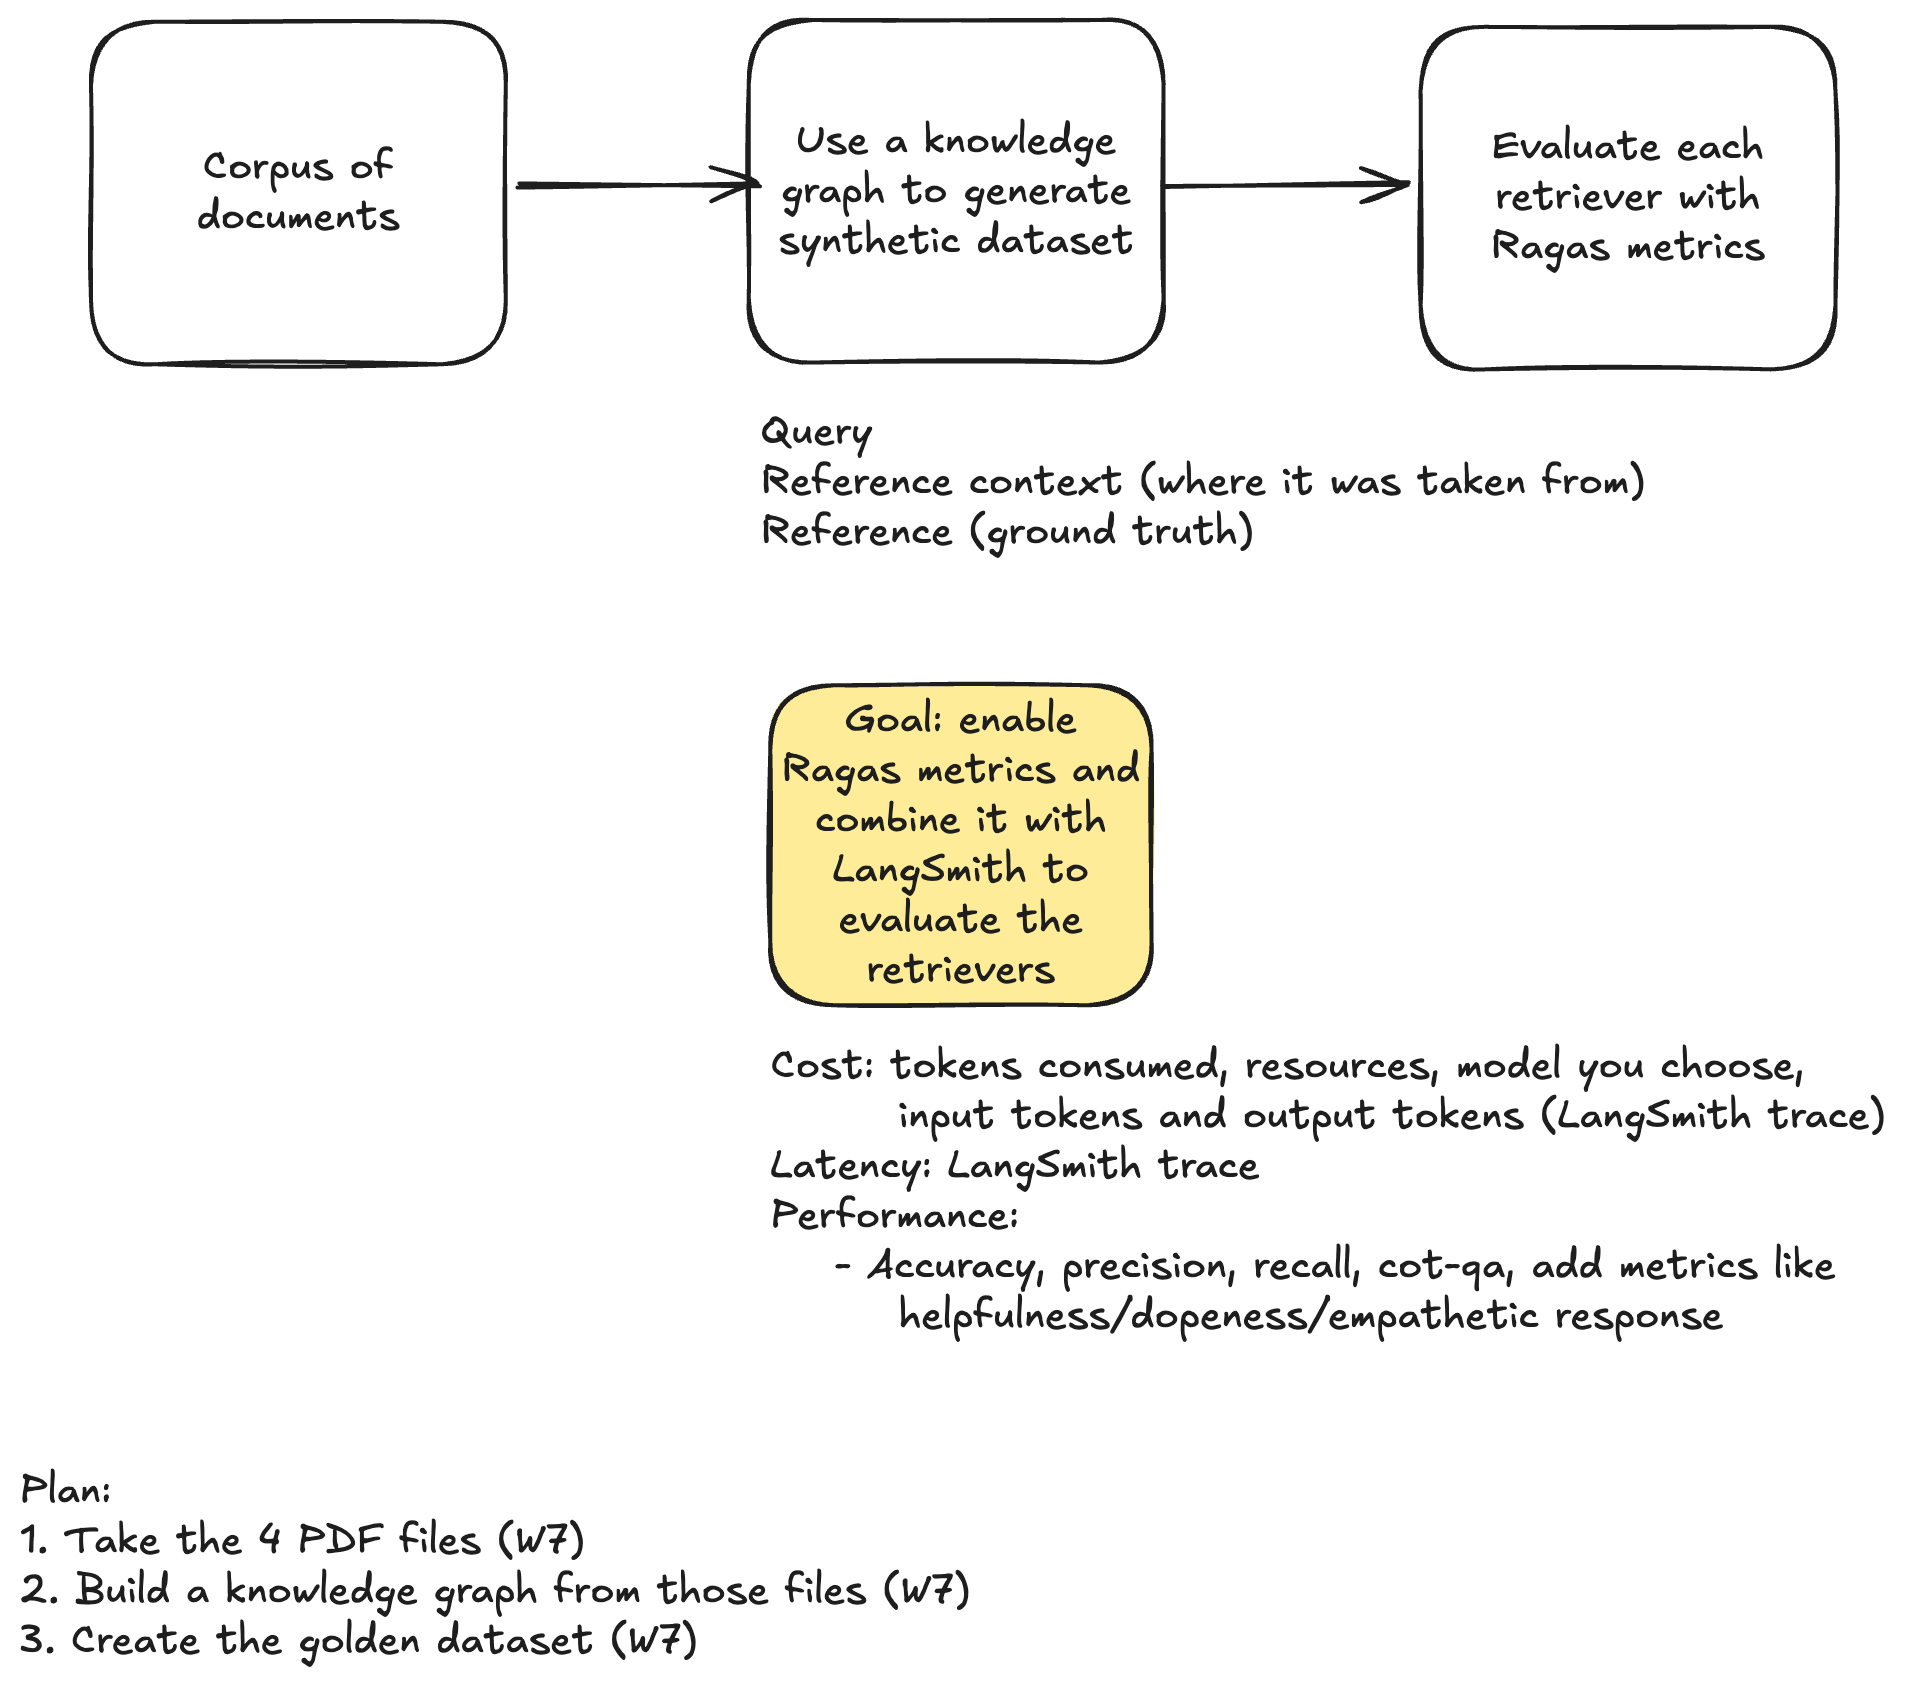 Corpus of
documents
Use a knowledge
graph to generate
synthetic dataset
Evaluate each
retriever with
Ragas metrics
Query
Reference context (where it was taken from)
Reference (ground truth)
Goal: enable
Ragas metrics and
combine it with
LangSmith to
evaluate the
retrievers
Cost: tokens consumed, resources, model you choose,
input tokens and output tokens (LangSmith trace)
Latency: LangSmith trace
Performance:
- Accuracy, precision, recall, cot-qa, add metrics like
helpfulness/dopeness/empathetic response
Plan:
1. Take the 4 PDF files (W7)
2. Build a knowledge graph from those files (W7)
3. Create the golden dataset (W7)